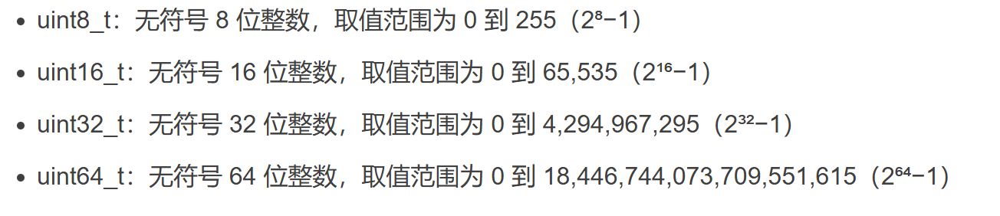 • uint8_t：无符号 8 位整数，取值范围为 0 到 255（2⁸−1）
• uint16_t：无符号 16 位整数，取值范围为 0 到 65,535（2¹⁶−1）
• uint32_t：无符号 32 位整数，取值范围为 0 到 4,294,967,295（2³²−1）
• uint64_t：无符号 64 位整数，取值范围为 0 到 18,446,744,073,709,551,615（2⁶⁴−1）